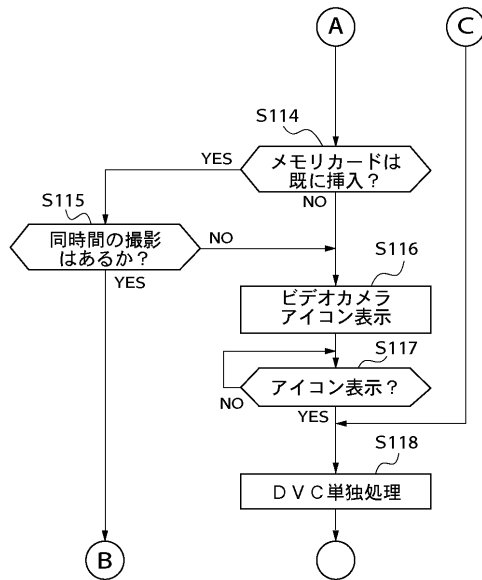 A
C
S114
メモリカードは
既に挿入？
YES
NO
S115
同時間の撮影
はあるか？
NO
YES
S116
ビデオカメラ
アイコン表示
S117
アイコン表示？
NO
YES
S118
ＤＶＣ単独処理
B